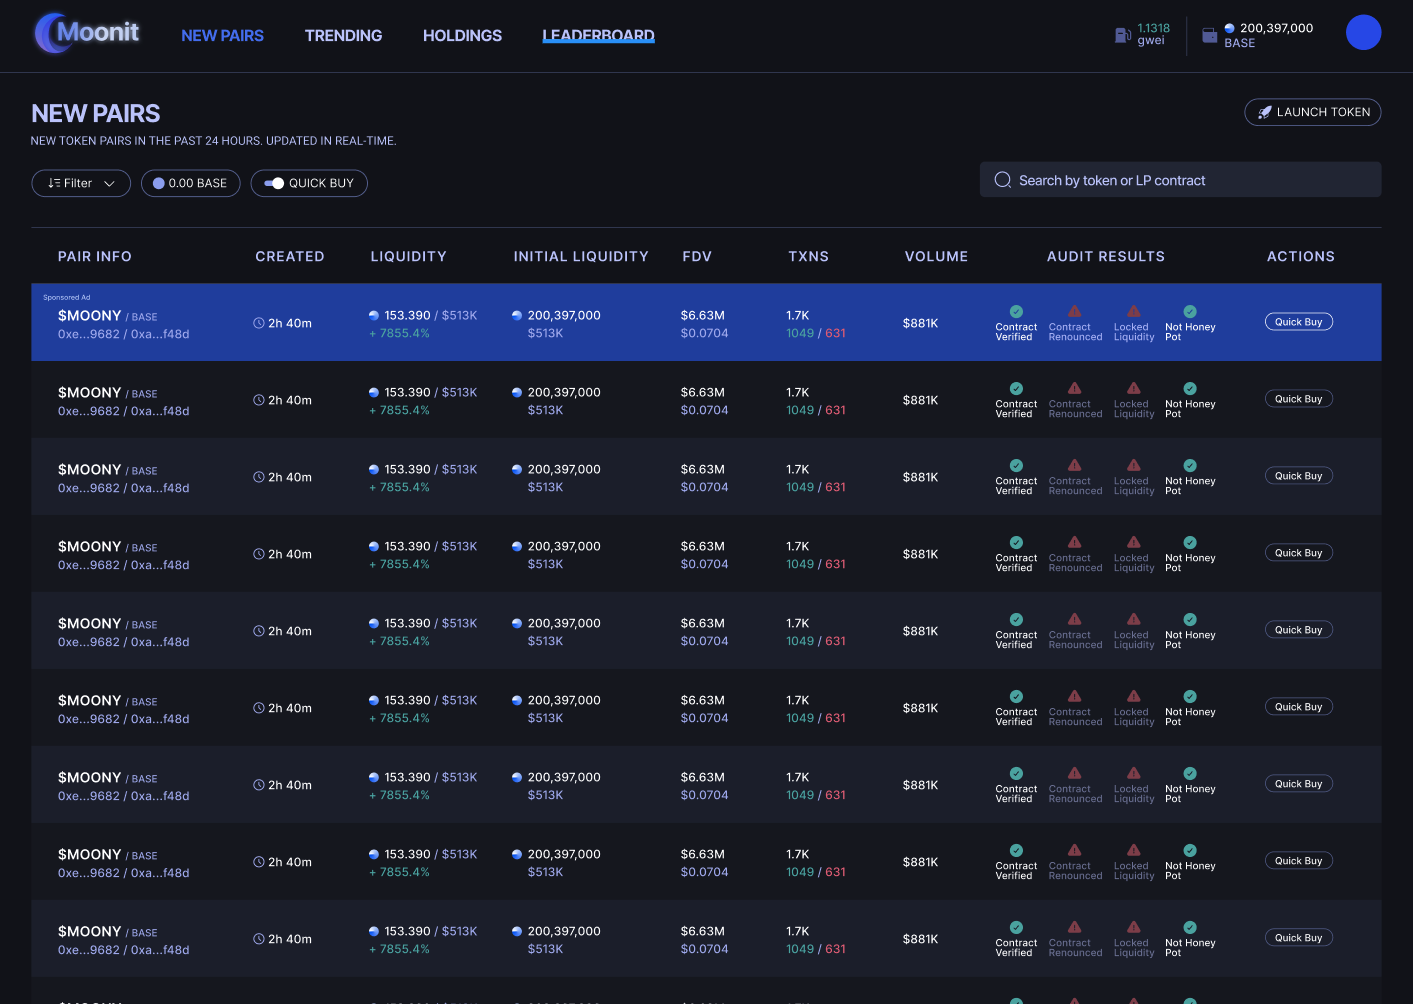 Moonit NEW PAIRS TRENDING HOLDINGS LEADERBOARD 1.1318 gwei 200,397,000 BASE
NEW PAIRS
LAUNCH TOKEN
NEW TOKEN PAIRS IN THE PAST 24 HOURS. UPDATED IN REAL-TIME.
Filter 0.00 BASE QUICK BUY Search by token or LP contract
PAIR INFO CREATED LIQUIDITY INITIAL LIQUIDITY FDV TXNS VOLUME AUDIT RESULTS ACTIONS
Sponsored Ad
$MOONY / BASE 153.390 / $513K 200,397,000 $6.63M 1.7K
2h 40m $881K Quick Buy
0xe...9682 / 0xa...f48d + 7855.4% $513K $0.0704 1049 / 631
Contract Contract Locked Not Honey
Verified Renounced Liquidity Pot
$MOONY / BASE 153.390 / $513K 200,397,000 $6.63M 1.7K
2h 40m $881K Quick Buy
0xe...9682 / 0xa...f48d + 7855.4% $513K $0.0704 1049 / 631
Contract Contract Locked Not Honey
Verified Renounced Liquidity Pot
$MOONY / BASE 153.390 / $513K 200,397,000 $6.63M 1.7K
2h 40m $881K Quick Buy
0xe...9682 / 0xa...f48d + 7855.4% $513K $0.0704 1049 / 631
Contract Contract Locked Not Honey
Verified Renounced Liquidity Pot
$MOONY / BASE 153.390 / $513K 200,397,000 $6.63M 1.7K
2h 40m $881K Quick Buy
0xe...9682 / 0xa...f48d + 7855.4% $513K $0.0704 1049 / 631
Contract Contract Locked Not Honey
Verified Renounced Liquidity Pot
$MOONY / BASE 153.390 / $513K 200,397,000 $6.63M 1.7K
2h 40m $881K Quick Buy
0xe...9682 / 0xa...f48d + 7855.4% $513K $0.0704 1049 / 631
Contract Contract Locked Not Honey
Verified Renounced Liquidity Pot
$MOONY / BASE 153.390 / $513K 200,397,000 $6.63M 1.7K
2h 40m $881K Quick Buy
0xe...9682 / 0xa...f48d + 7855.4% $513K $0.0704 1049 / 631
Contract Contract Locked Not Honey
Verified Renounced Liquidity Pot
$MOONY / BASE 153.390 / $513K 200,397,000 $6.63M 1.7K
2h 40m $881K Quick Buy
0xe...9682 / 0xa...f48d + 7855.4% $513K $0.0704 1049 / 631
Contract Contract Locked Not Honey
Verified Renounced Liquidity Pot
$MOONY / BASE 153.390 / $513K 200,397,000 $6.63M 1.7K
2h 40m $881K Quick Buy
0xe...9682 / 0xa...f48d + 7855.4% $513K $0.0704 1049 / 631
Contract Contract Locked Not Honey
Verified Renounced Liquidity Pot
$MOONY / BASE 153.390 / $513K 200,397,000 $6.63M 1.7K
2h 40m $881K Quick Buy
0xe...9682 / 0xa...f48d + 7855.4% $513K $0.0704 1049 / 631
Contract Contract Locked Not Honey
Verified Renounced Liquidity Pot